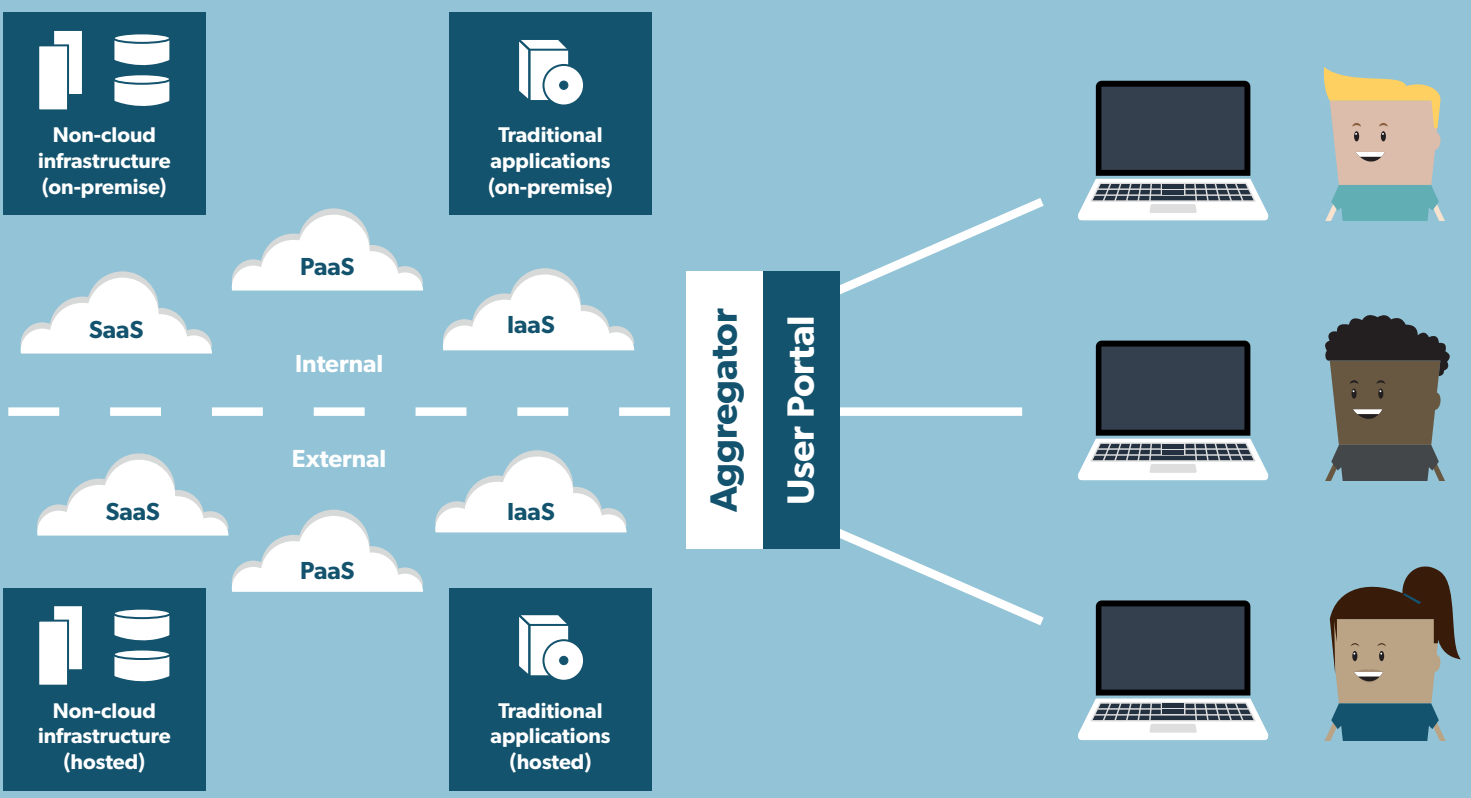 Non-cloud
infrastructure
(on-premise)
Traditional
applications
(on-premise)
PaaS
SaaS
IaaS
Internal
External
SaaS
IaaS
PaaS
Non-cloud
infrastructure
(hosted)
Traditional
applications
(hosted)
Aggregator
User Portal